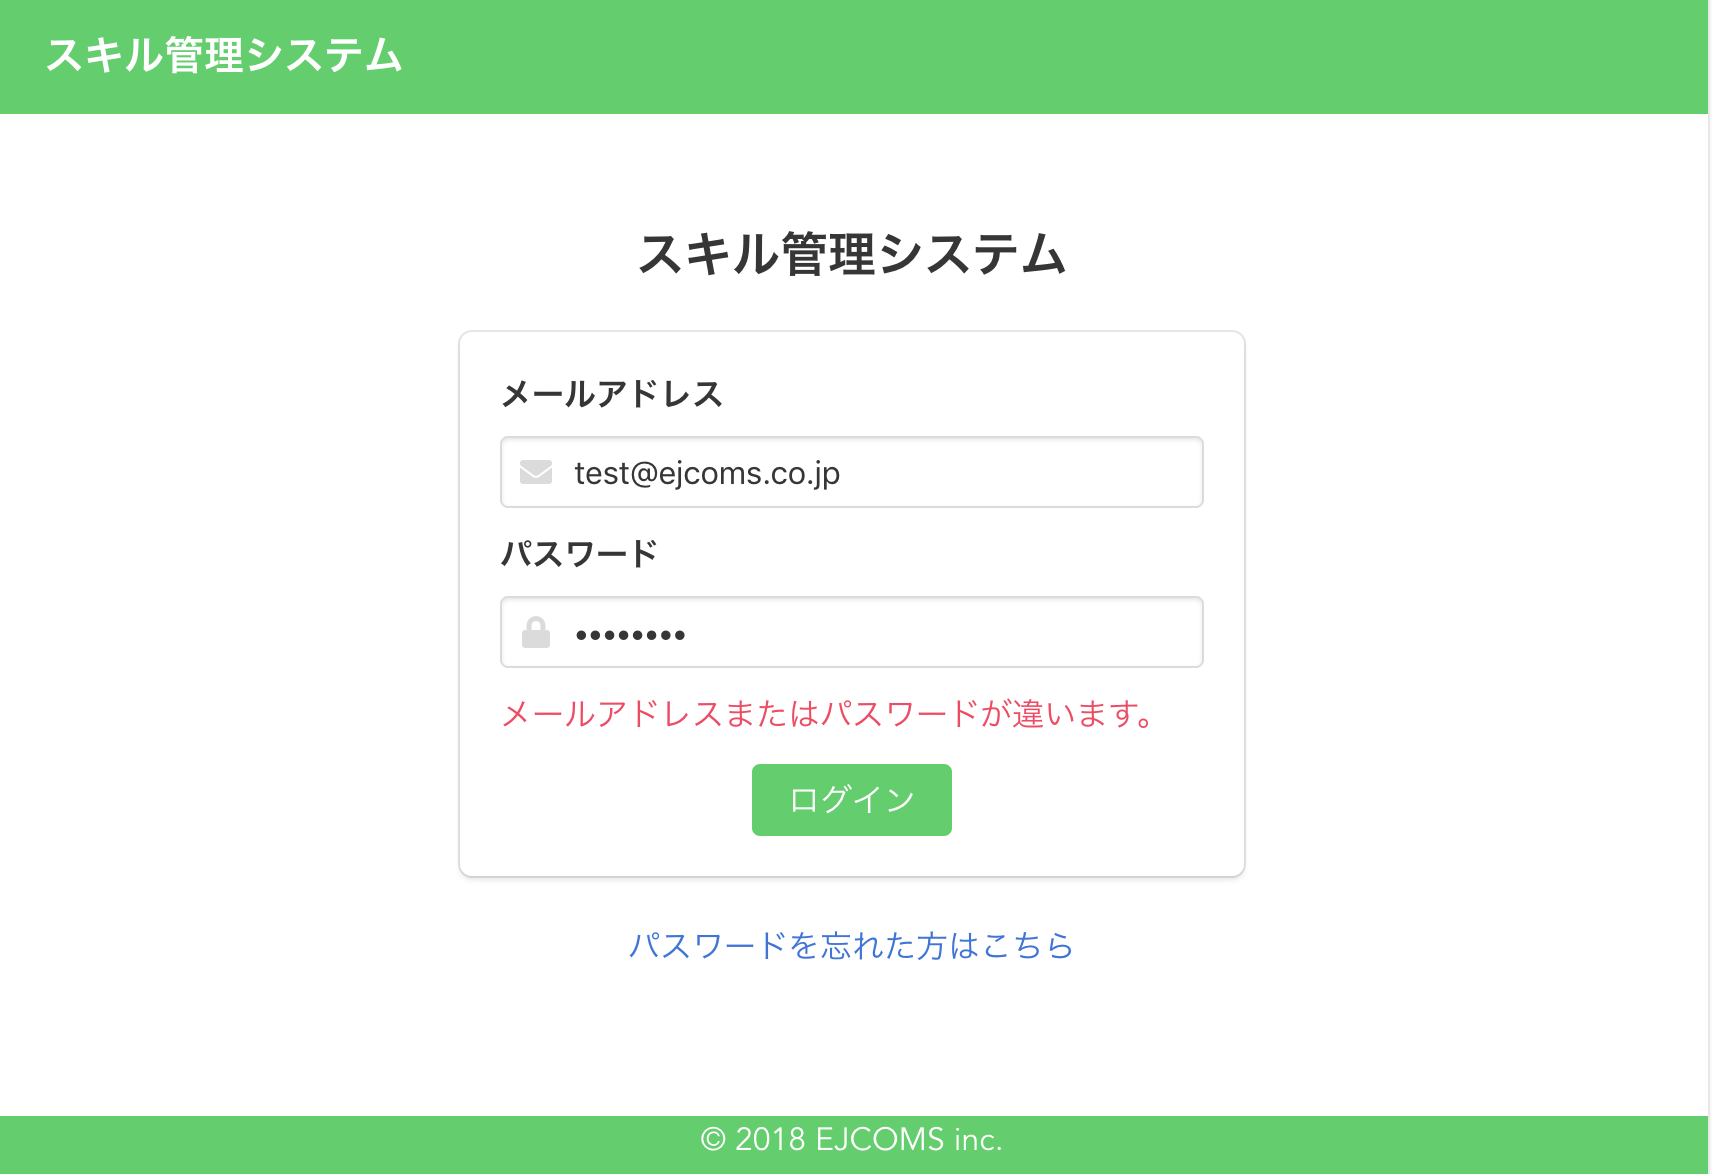 スキル管理システム
スキル管理システム
メールアドレス
test@ejcoms.co.jp
パスワード
••••••••
メールアドレスまたはパスワードが違います。
ログイン
パスワードを忘れた方はこちら
© 2018 EJCOMS inc.